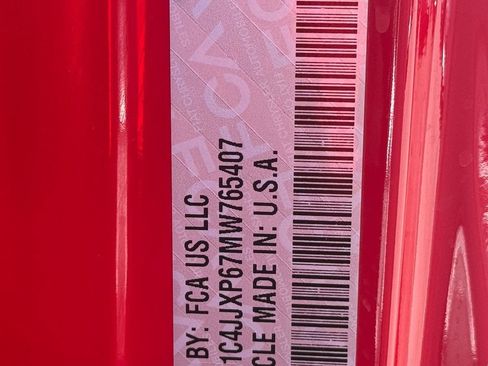 BY: FCA US LLC
1C4JJXP67MW765407
CLE MADE IN: U.S.A.